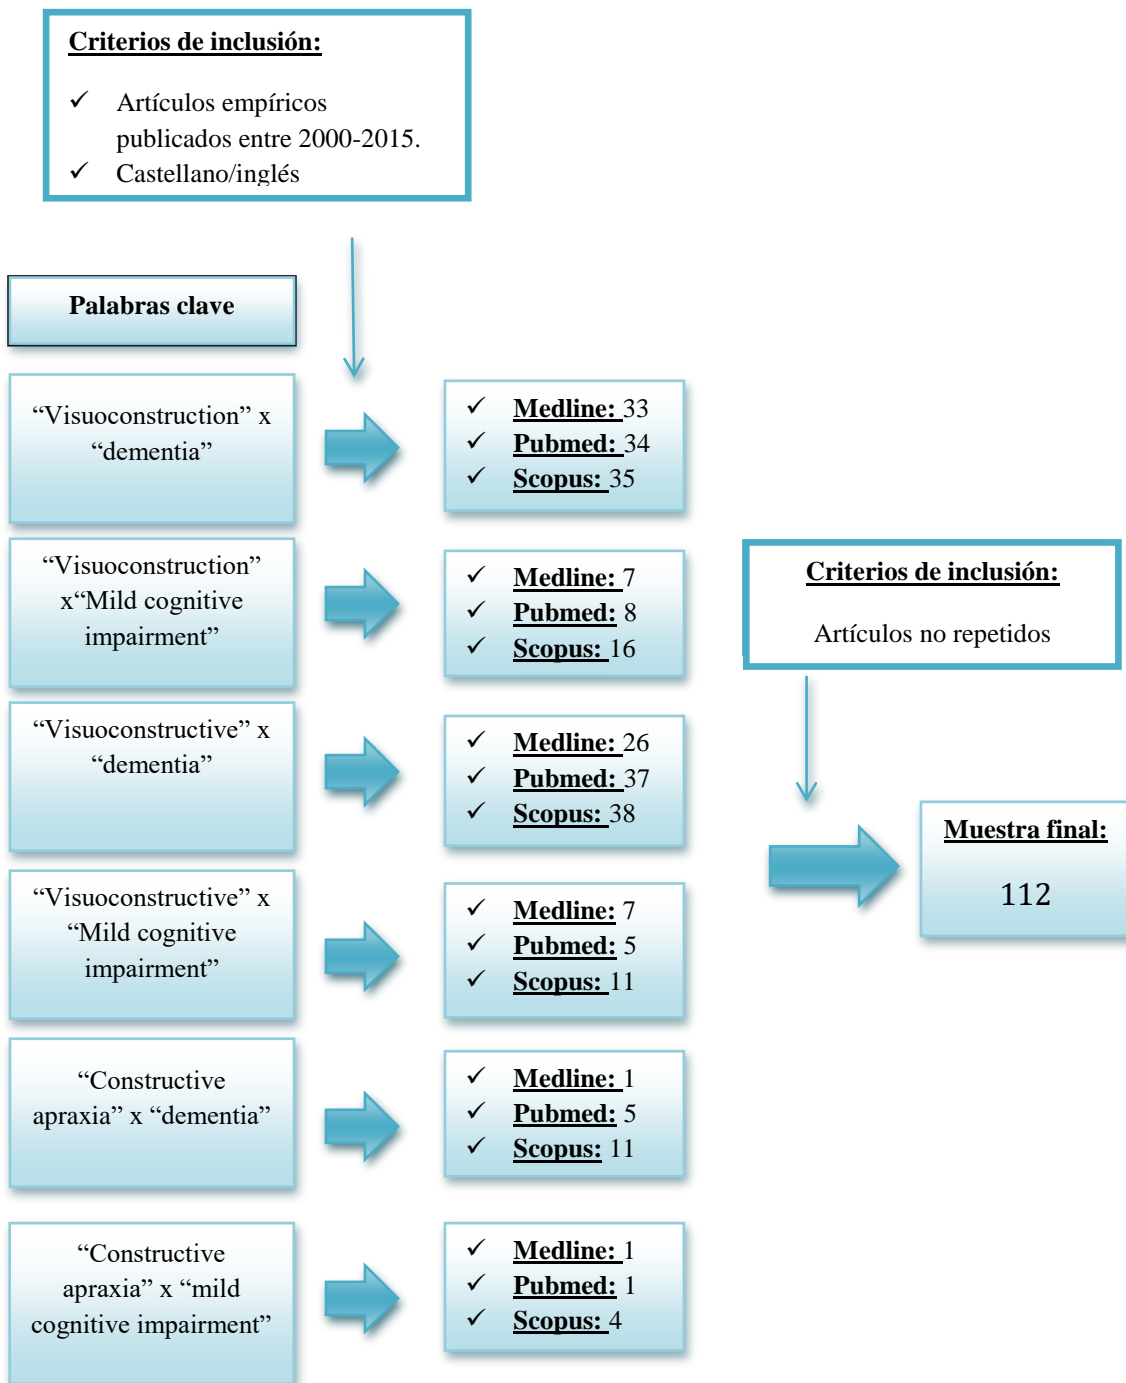 Criterios de inclusión:
✓ Artículos empíricos
publicados entre 2000-2015.
✓ Castellano/inglés
Palabras clave
“Visuoconstruction” x
“dementia”
✓ Medline: 33
✓ Pubmed: 34
✓ Scopus: 35
“Visuoconstruction”
x“Mild cognitive
impairment”
✓ Medline: 7
✓ Pubmed: 8
✓ Scopus: 16
“Visuoconstructive” x
“dementia”
✓ Medline: 26
✓ Pubmed: 37
✓ Scopus: 38
“Visuoconstructive” x
“Mild cognitive
impairment”
✓ Medline: 7
✓ Pubmed: 5
✓ Scopus: 11
“Constructive
apraxia” x “dementia”
✓ Medline: 1
✓ Pubmed: 5
✓ Scopus: 11
“Constructive
apraxia” x “mild
cognitive impairment”
✓ Medline: 1
✓ Pubmed: 1
✓ Scopus: 4
Criterios de inclusión:
Artículos no repetidos
Muestra final:
112